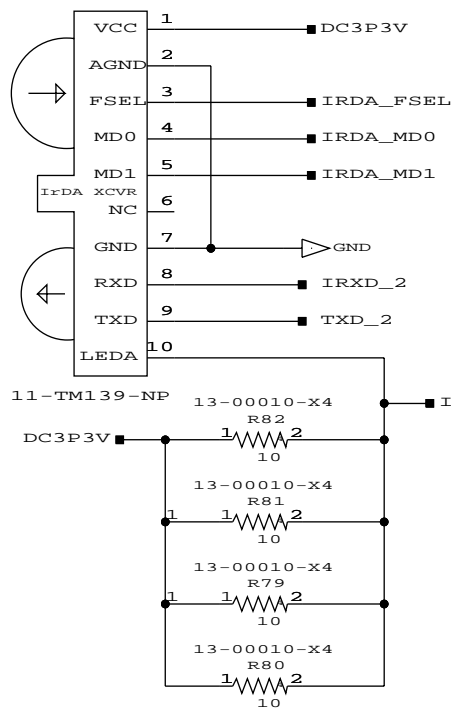 VCC 1 DC3P3V
AGND 2
FSEL 3 IRDA_FSEL
MD0 4 IRDA_MD0
MD1 5 IRDA_MD1
IrDA XCVR
NC 6
GND 7 GND
RXD 8 IRXD_2
TXD 9 TXD_2
LEDA 10
11-TM139-NP
13-00010-X4
I
R82
DC3P3V 1 2
10
13-00010-X4
R81
1 1 2
10
13-00010-X4
R79
1 1 2
10
13-00010-X4
R80
1 2
10